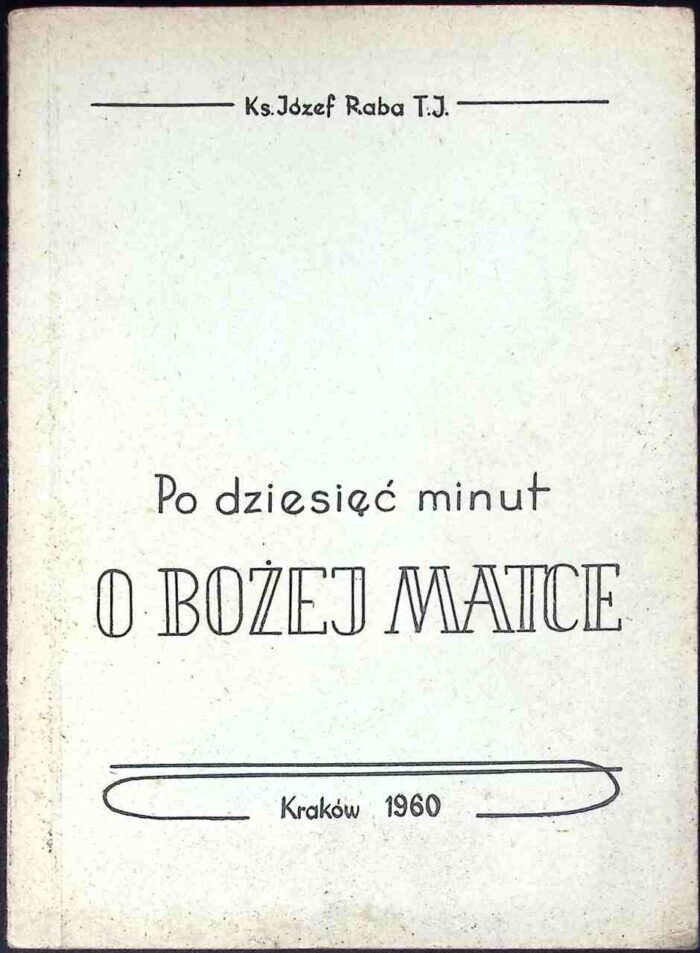 Ks. Józef Raba T.J.
Po dziesięć minut
O BOŻEJ MATCE
Kraków 1960